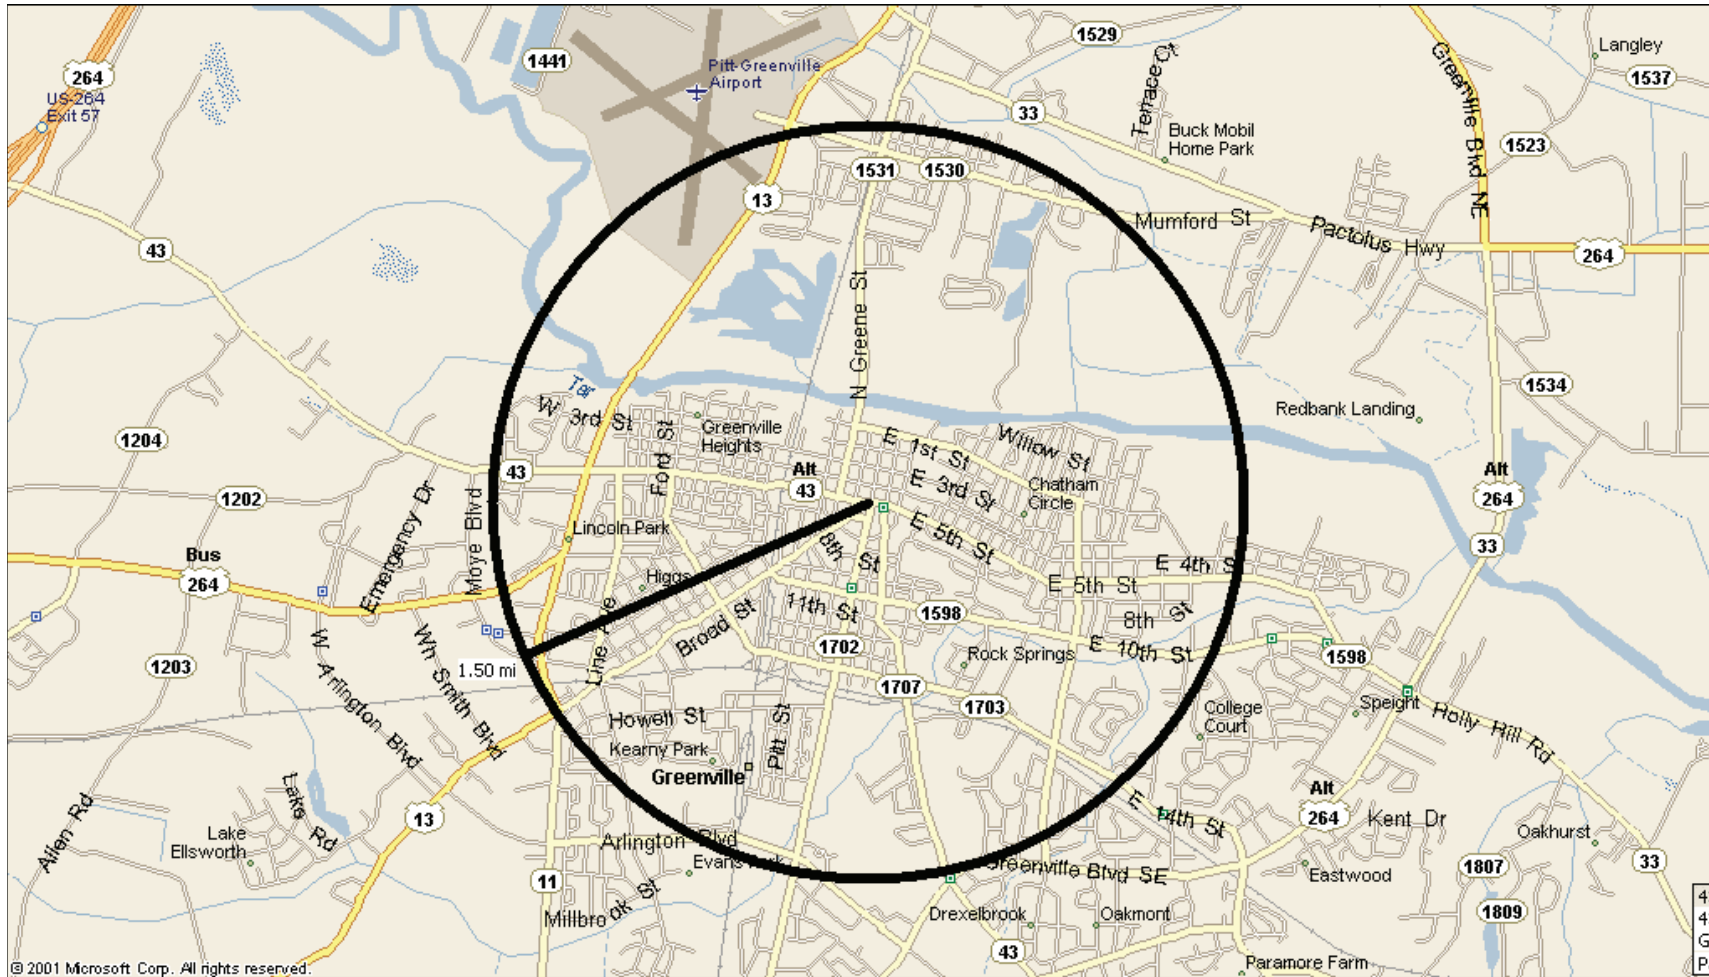 1529
Langley
264
1441
Pitt-Greenville
Airport
Terrace Ct
Greenville Blvd NE
1537
US-264
Exit 57
33
Buck Mobil
Home Park
1523
1531
1530
13
Mumford St
Pactolus Hwy
43
264
N Greene St
Tar
1534
W 3rd St
Greenville
Heights
Ford St
Willow St
Redbank Landing
1204
E 1st St
43
Alt
43
E 3rd St
Chatham
Circle
Alt
264
1202
Emergency Dr
Moye Blvd
Lincoln Park
E 5th St
33
Bus
264
8th St
E 4th St
Higgs
E 5th St
11th St
1598
8th St
Line Ave
Broad St
1203
W Arlington Blvd
Wh Smith Blvd
1.50 mi
1702
E 10th St
1598
Rock Springs
1707
1703
College
Court
Speight
Holly Hill Rd
Howell St
Pitt St
Kearny Park
Greenville
Laks Rd
Alt
264
E 14th St
Kent Dr
Allen Rd
13
Lake
Ellsworth
Arlington Blvd
Evans Park
Greenville Blvd SE
Eastwood
Oakhurst
1807
33
11
Millbrook St
Drexelbrook
Oakmont
1809
43
Paramore Farm
4
4
G
P
© 2001 Microsoft Corp. All rights reserved.